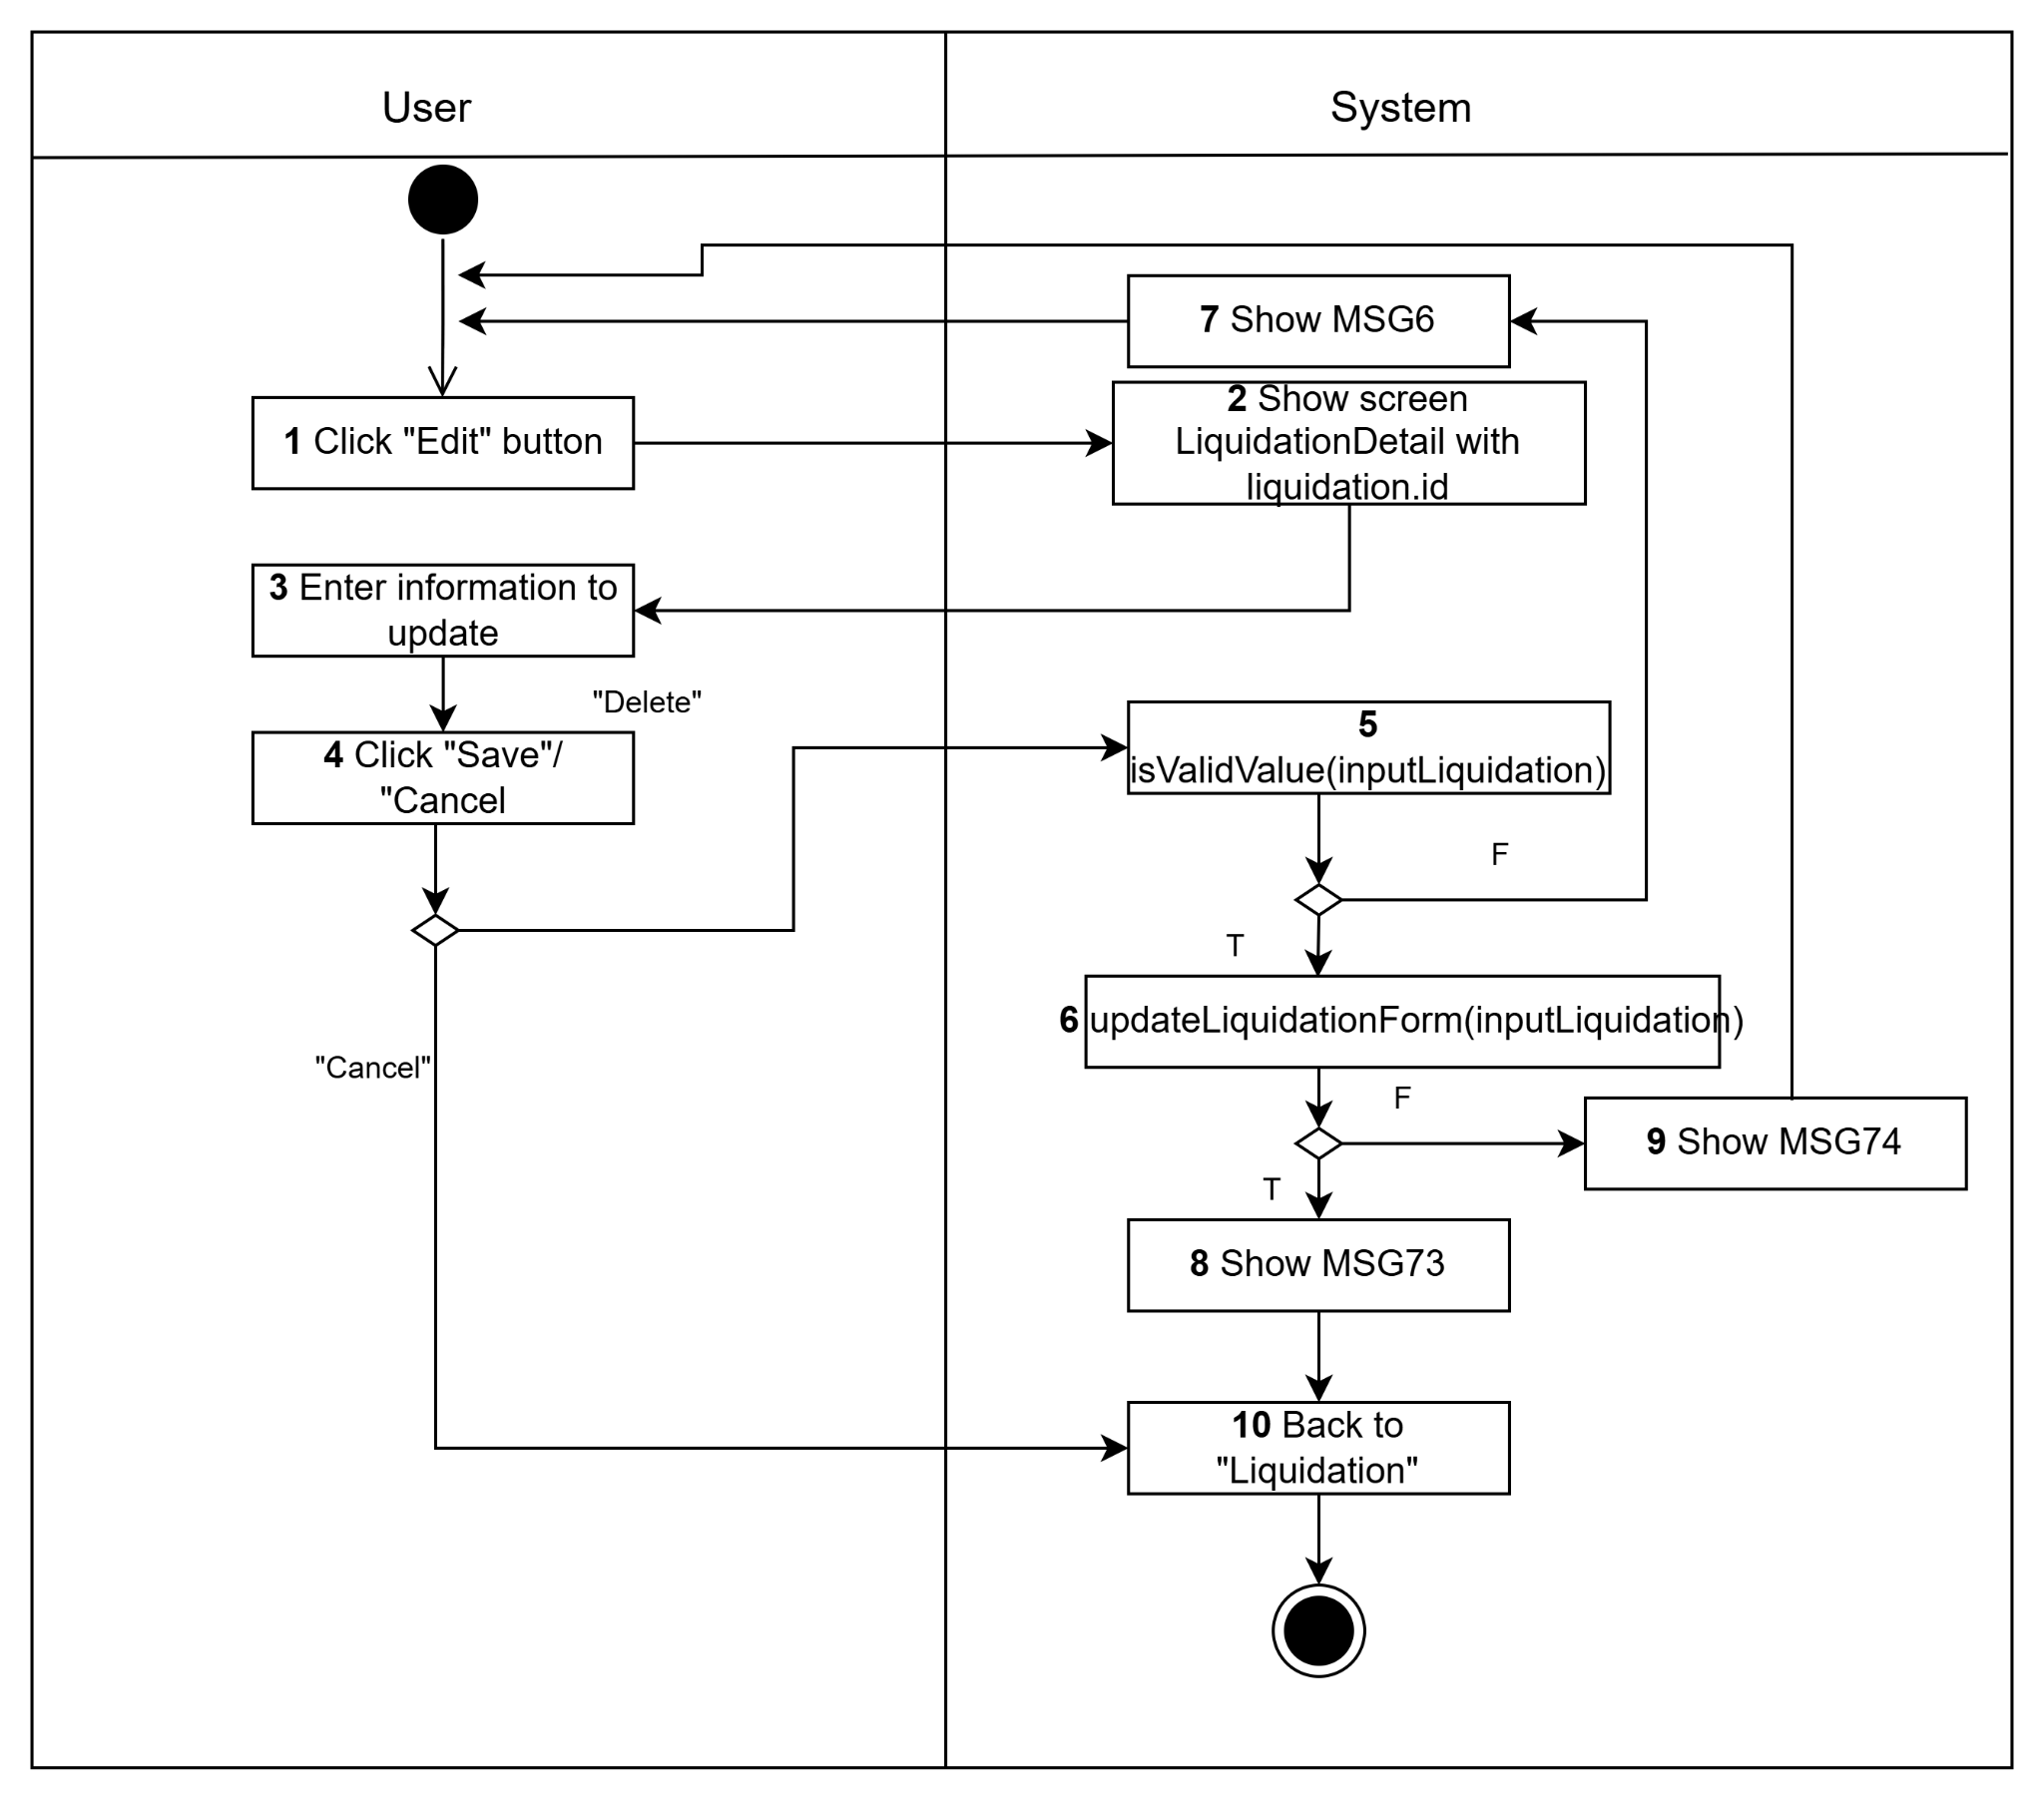 User
System
7 Show MSG6
1 Click "Edit" button
2 Show screen
LiquidationDetail with
liquidation.id
3 Enter information to
update
"Delete"
4 Click "Save"/
"Cancel
5
isValidValue(inputLiquidation)
F
T
6 updateLiquidationForm(inputLiquidation)
"Cancel"
F
9 Show MSG74
T
8 Show MSG73
10 Back to
"Liquidation"